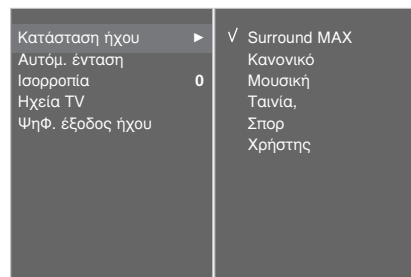 Κατάσταση ήχου ►
Αυτόμ. ένταση
Ισορροπία 0
Ηχεία TV
ΨηΦ. έξοδος ήχου
√ Surround MAX
Κανονικό
Μουσική
Ταινία,
Σπορ
Χρήστης